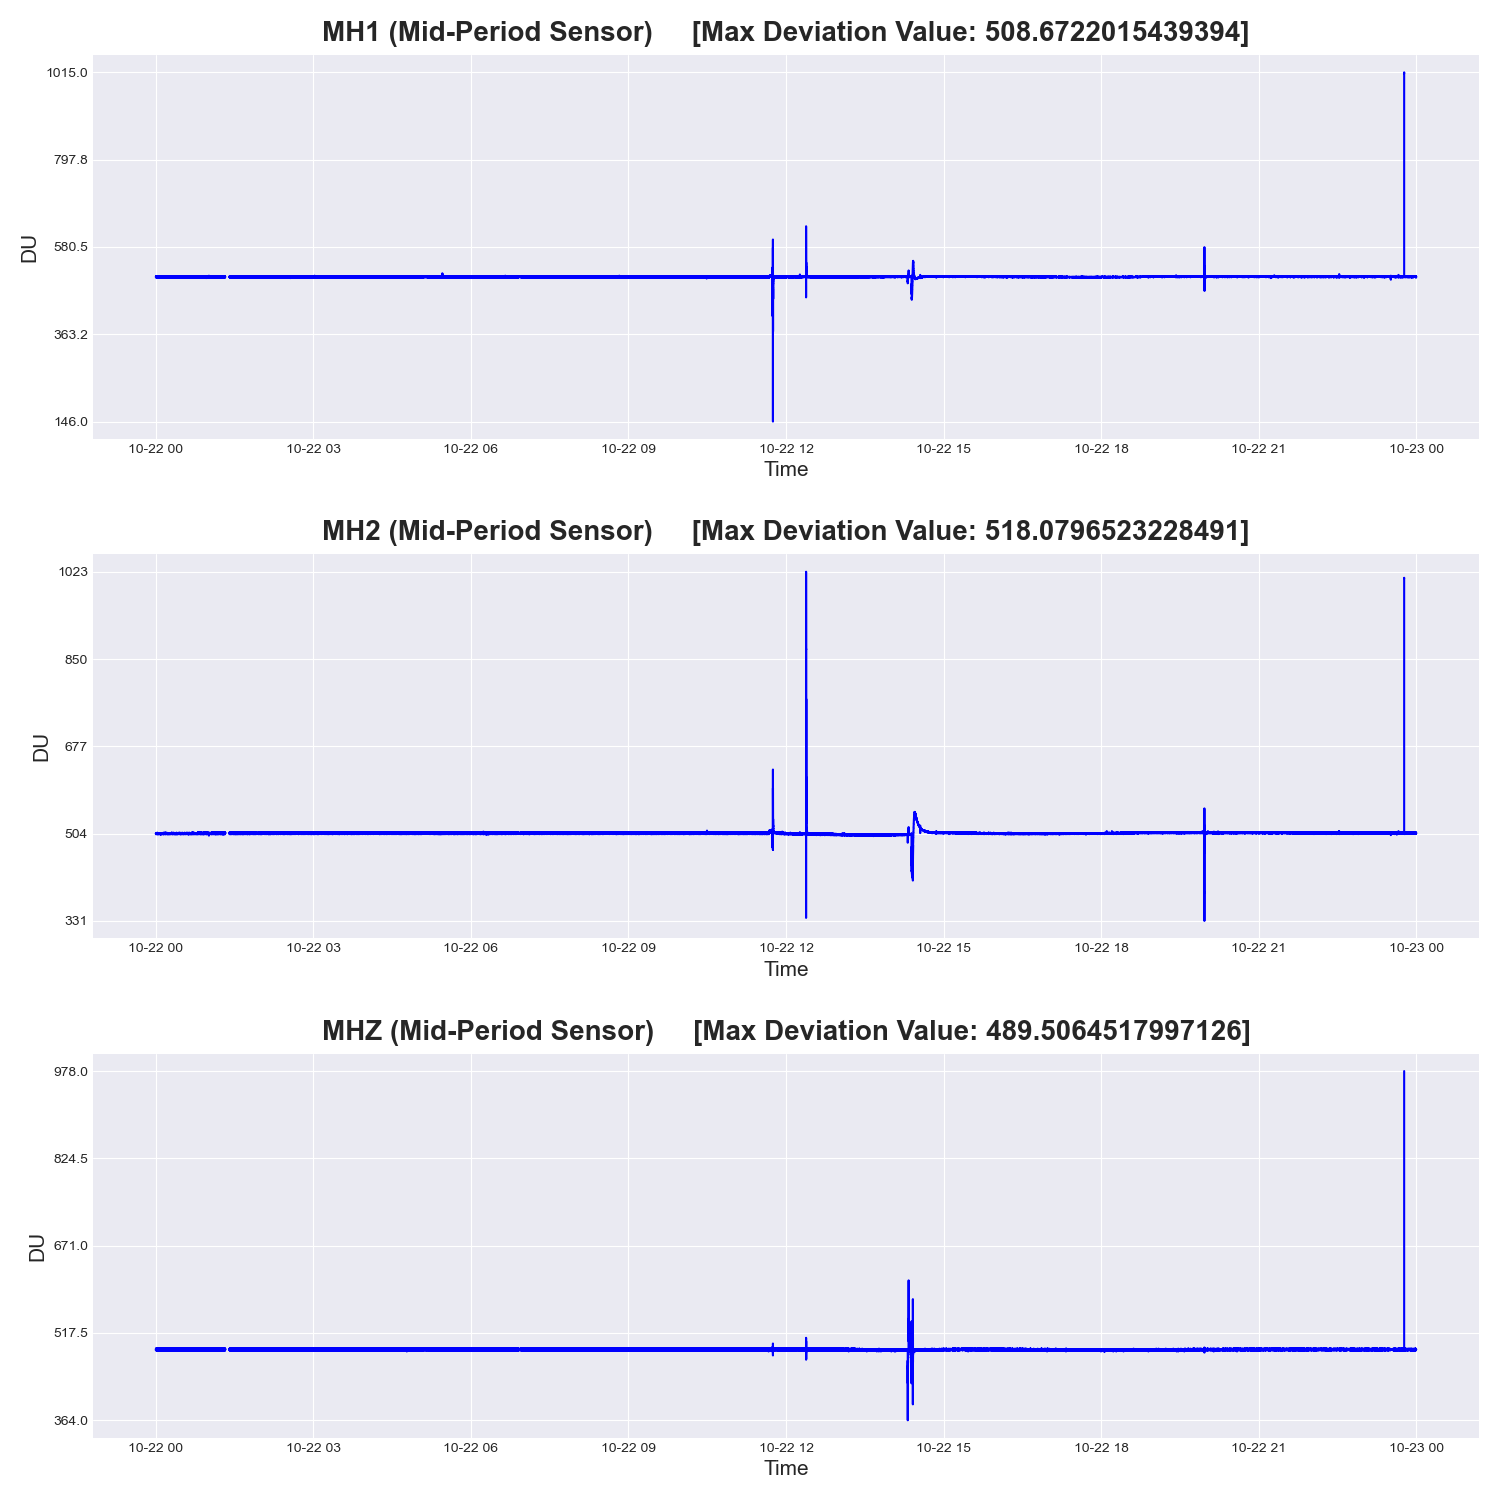 MH1 (Mid-Period Sensor) [Max Deviation Value: 508.6722015439394]
1015.0
797.8
580.5
363.2
146.0
DU
10-22 00 10-22 03 10-22 06 10-22 09 10-22 12 10-22 15 10-22 18 10-22 21 10-23 00
Time
MH2 (Mid-Period Sensor) [Max Deviation Value: 518.0796523228491]
1023
850
677
504
331
DU
10-22 00 10-22 03 10-22 06 10-22 09 10-22 12 10-22 15 10-22 18 10-22 21 10-23 00
Time
MHZ (Mid-Period Sensor) [Max Deviation Value: 489.5064517997126]
978.0
824.5
671.0
517.5
364.0
DU
10-22 00 10-22 03 10-22 06 10-22 09 10-22 12 10-22 15 10-22 18 10-22 21 10-23 00
Time